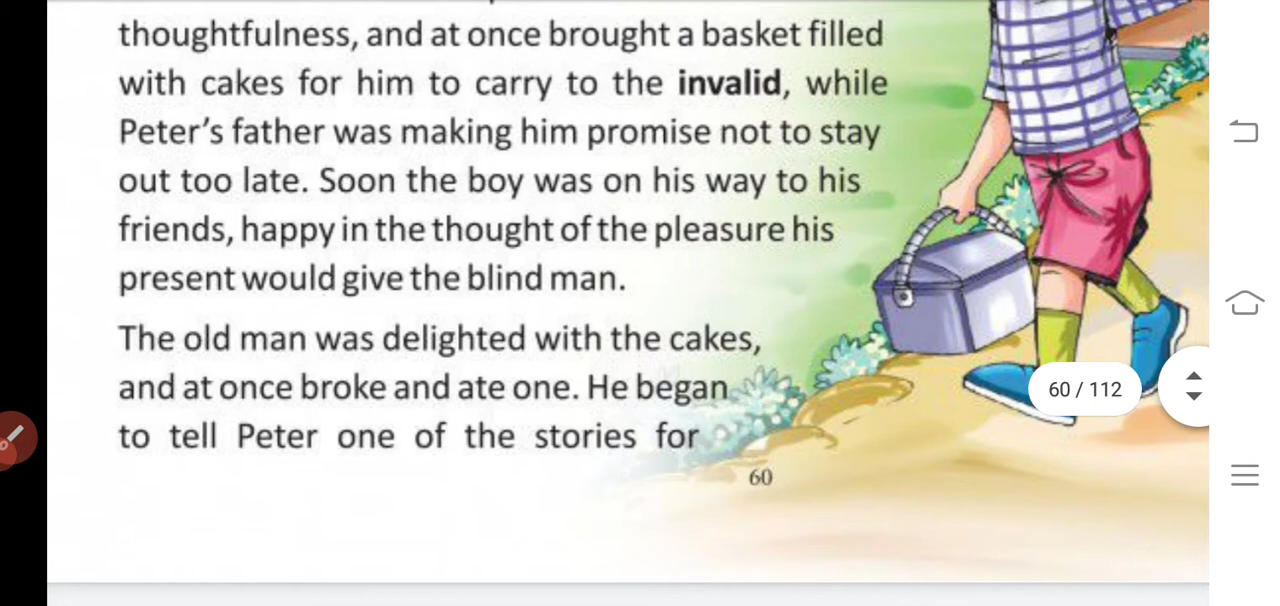 thoughtfulness, and at once brought a basket filled
with cakes for him to carry to the invalid, while
Peter's father was making him promise not to stay
out too late. Soon the boy was on his way to his
friends, happy in the thought of the pleasure his
present would give the blind man.
The old man was delighted with the cakes,
and at once broke and ate one. He began
to tell Peter one of the stories for
60
60 / 112